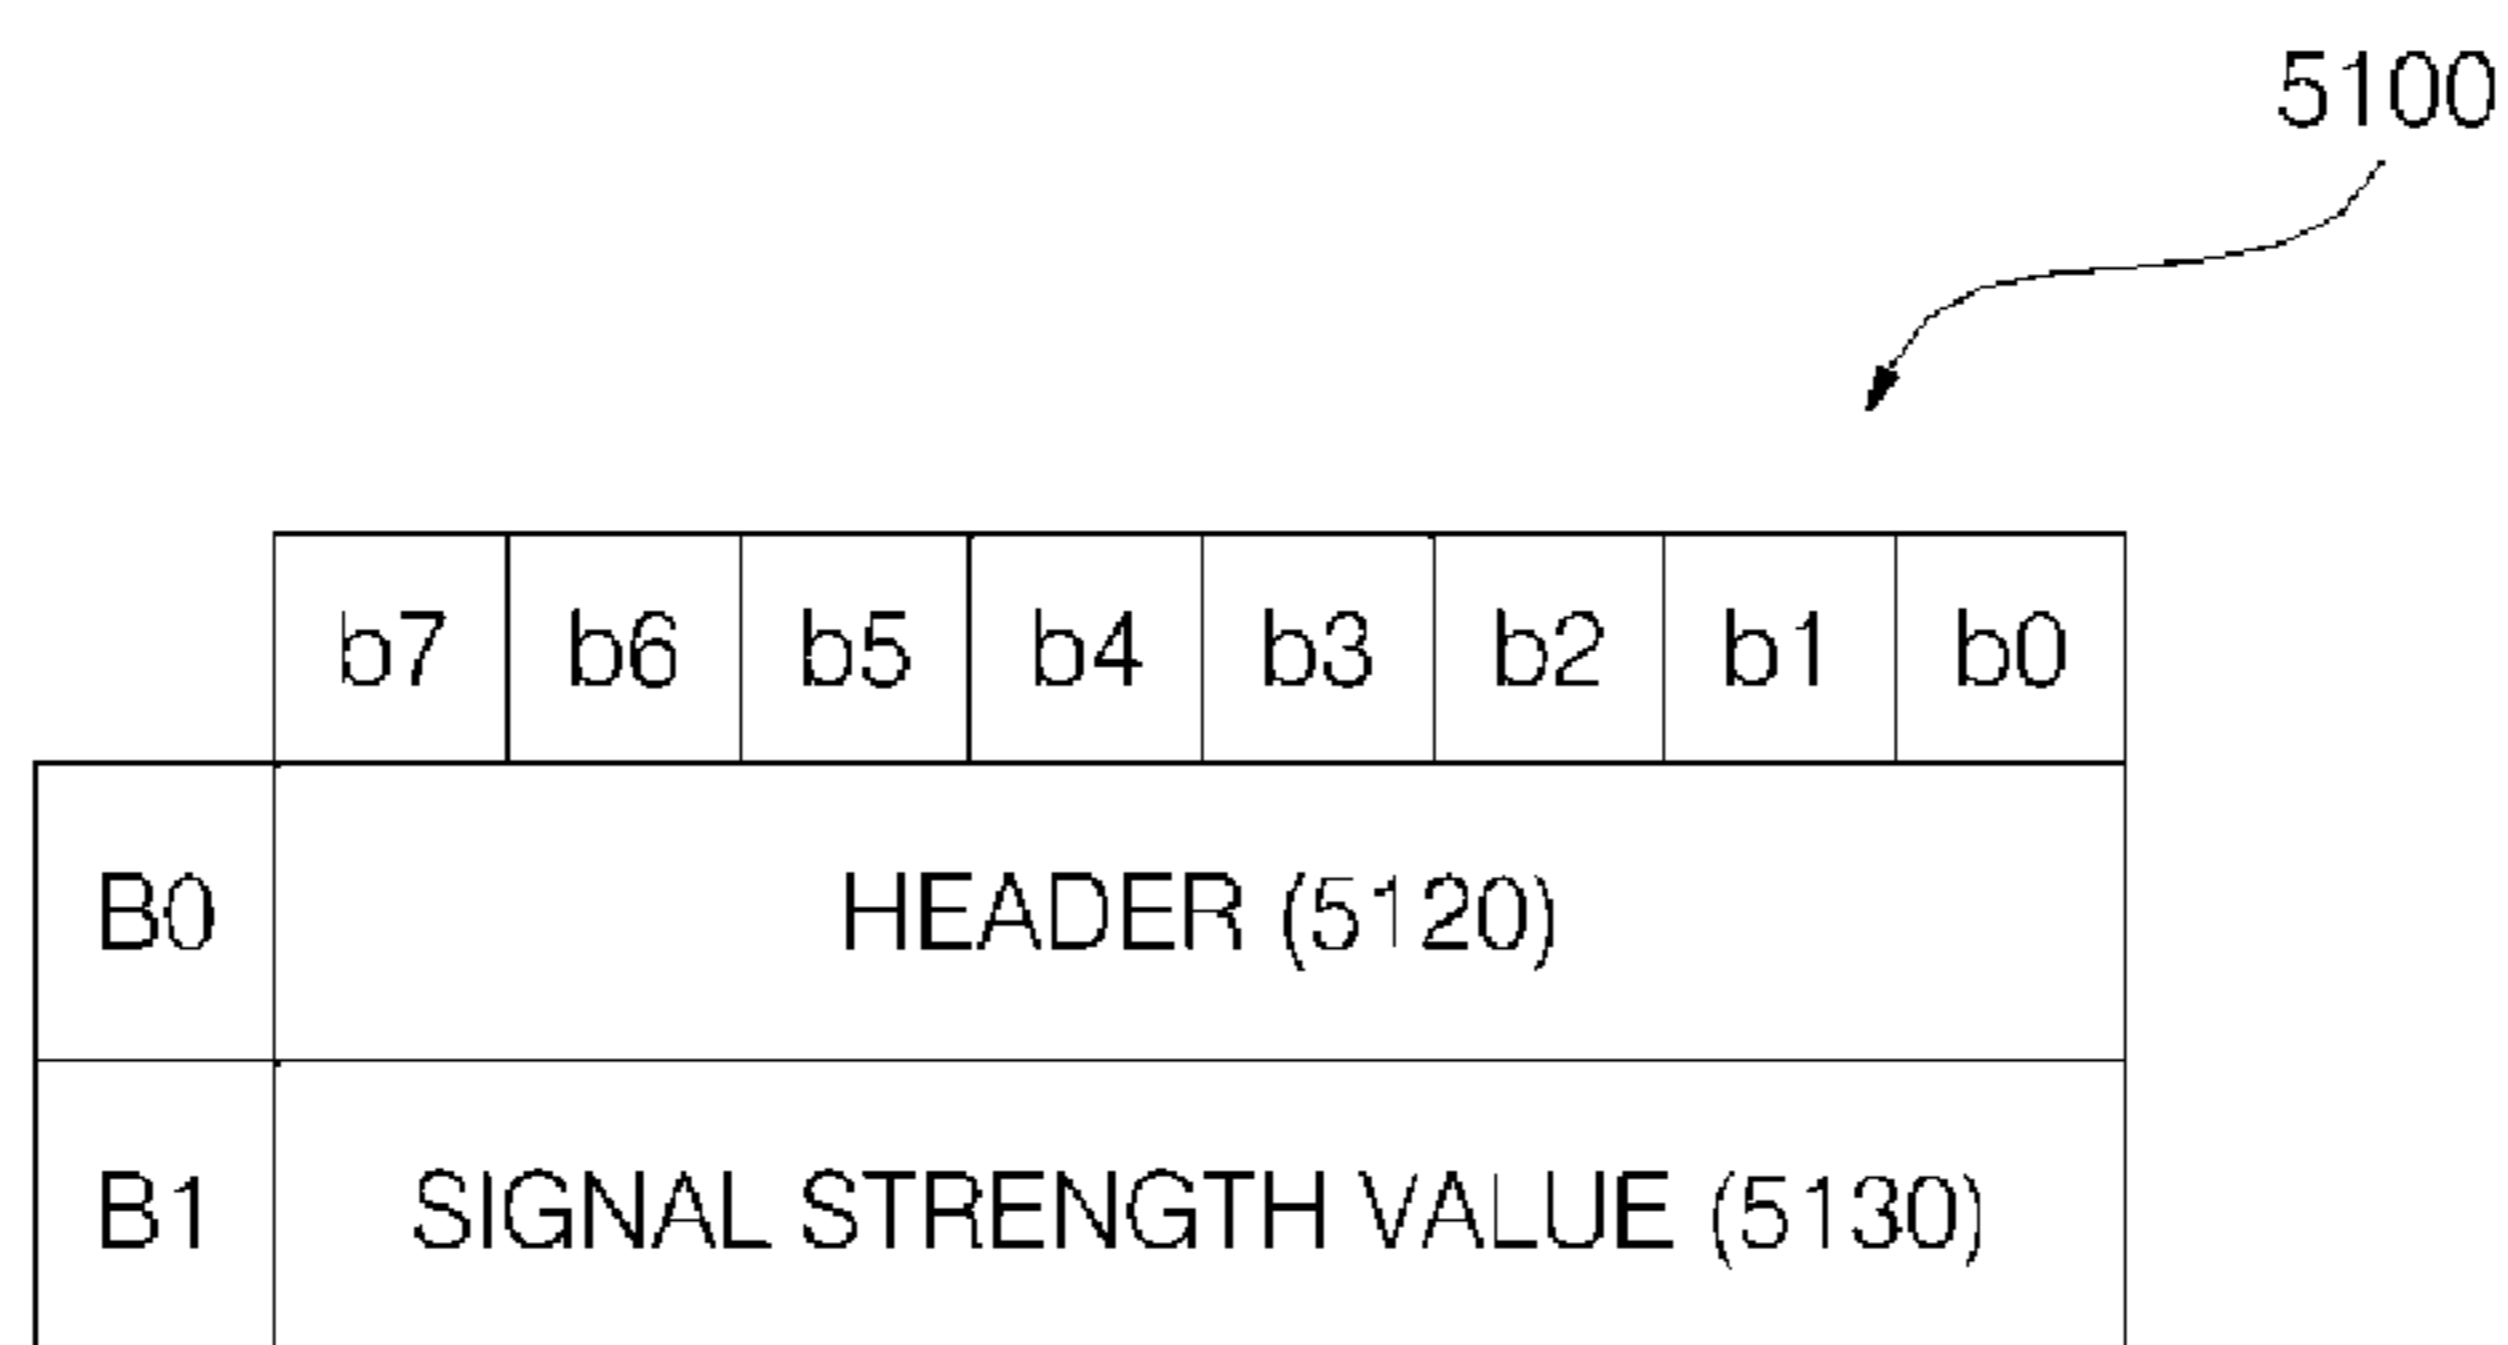 5100
b7 b6 b5 b4 b3 b2 b1 b0
B0 HEADER (5120)
B1 SIGNAL STRENGTH VALUE (5130)